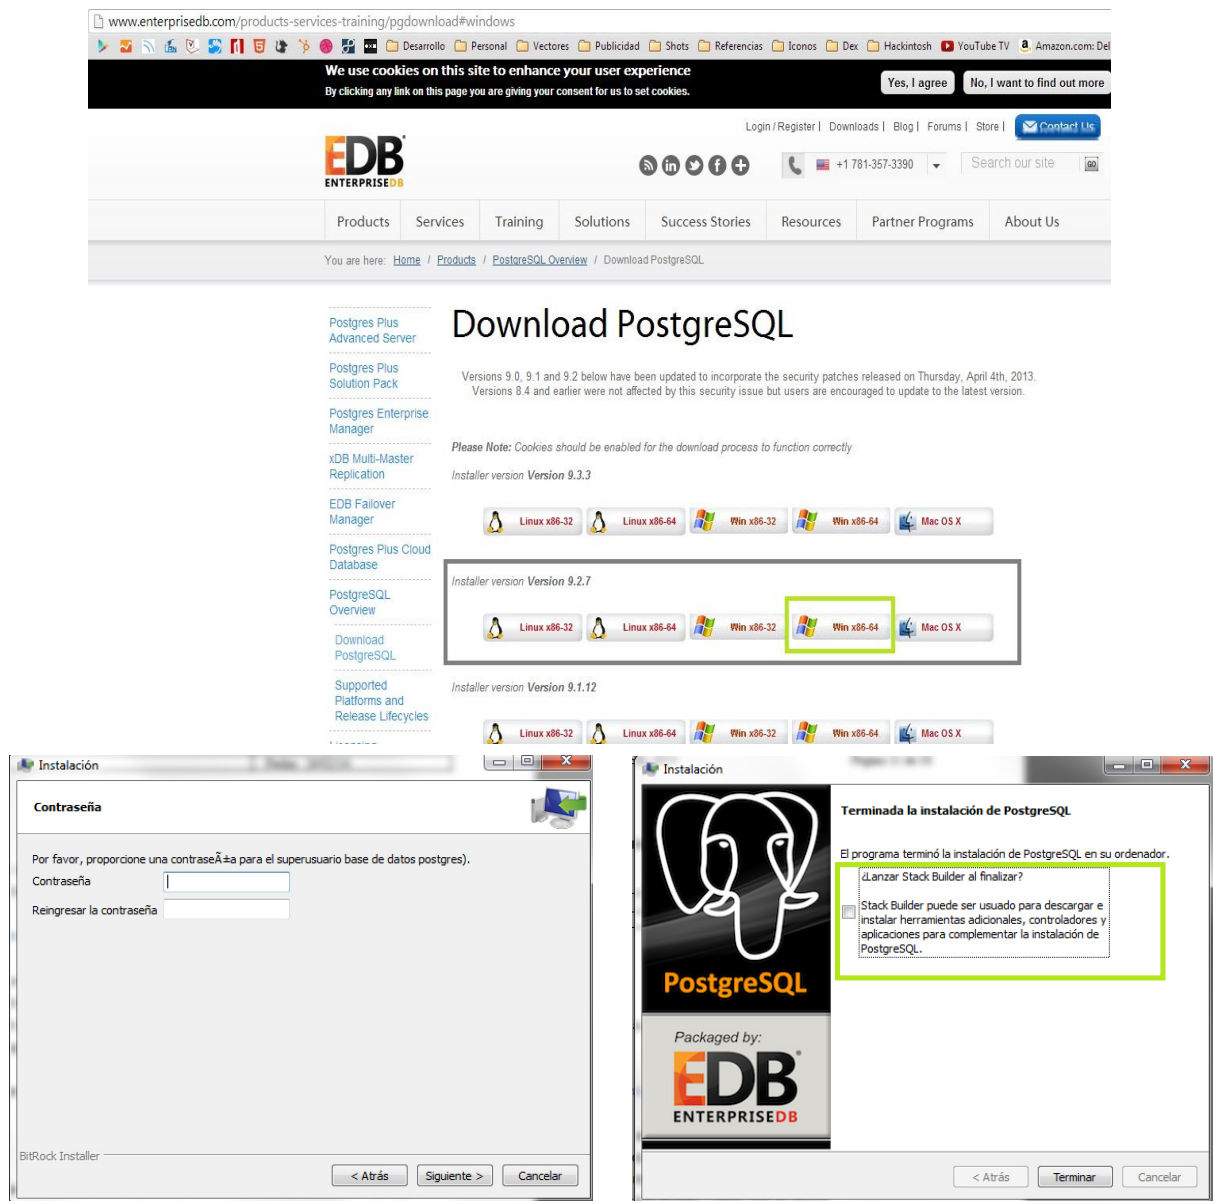 www.enterprisedb.com/products-services-training/pgdownload#windows
Desarrollo Personal Vectores Publicidad Shots Referencias Iconos Dex Hackintosh YouTube TV Amazon.com: Del
We use cookies on this site to enhance your user experience
By clicking any link on this page you are giving your consent for us to set cookies.
Yes, I agree
No, I want to find out more
Login / Register | Downloads | Blog | Forums | Store |
Contact Us
EDB
ENTERPRISEDB
+1 781-357-3390
Search our site
GO
Products Services Training Solutions Success Stories Resources Partner Programs About Us
You are here: Home / Products / PostgreSQL Overview / Download PostgreSQL
Postgres Plus
Advanced Server
Postgres Plus
Solution Pack
Postgres Enterprise
Manager
xDB Multi-Master
Replication
EDB Failover
Manager
Postgres Plus Cloud
Database
PostgreSQL
Overview
Download
PostgreSQL
Supported
Platforms and
Release Lifecycles
Download PostgreSQL
Versions 9.0, 9.1 and 9.2 below have been updated to incorporate the security patches released on Thursday, April 4th, 2013.
Versions 8.4 and earlier were not affected by this security issue but users are encouraged to update to the latest version.
Please Note: Cookies should be enabled for the download process to function correctly
Installer version Version 9.3.3
Linux x86-32 Linux x86-64 Win x86-32 Win x86-64 Mac OS X
Installer version Version 9.2.7
Linux x86-32 Linux x86-64 Win x86-32 Win x86-64 Mac OS X
Installer version Version 9.1.12
Linux x86-32 Linux x86-64 Win x86-32 Win x86-64 Mac OS X
Instalación
Contraseña
Por favor, proporcione una contraseÃ±a para el superusuario base de datos postgres).
Contraseña
Reingresar la contraseña
BitRock Installer
< Atrás Siguiente > Cancelar
Instalación
PostgreSQL
Packaged by:
EDB
ENTERPRISEDB
Terminada la instalación de PostgreSQL
El programa terminó la instalación de PostgreSQL en su ordenador.
¿Lanzar Stack Builder al finalizar?
Stack Builder puede ser usuado para descargar e
instalar herramientas adicionales, controladores y
aplicaciones para complementar la instalación de
PostgreSQL.
< Atrás Terminar Cancelar